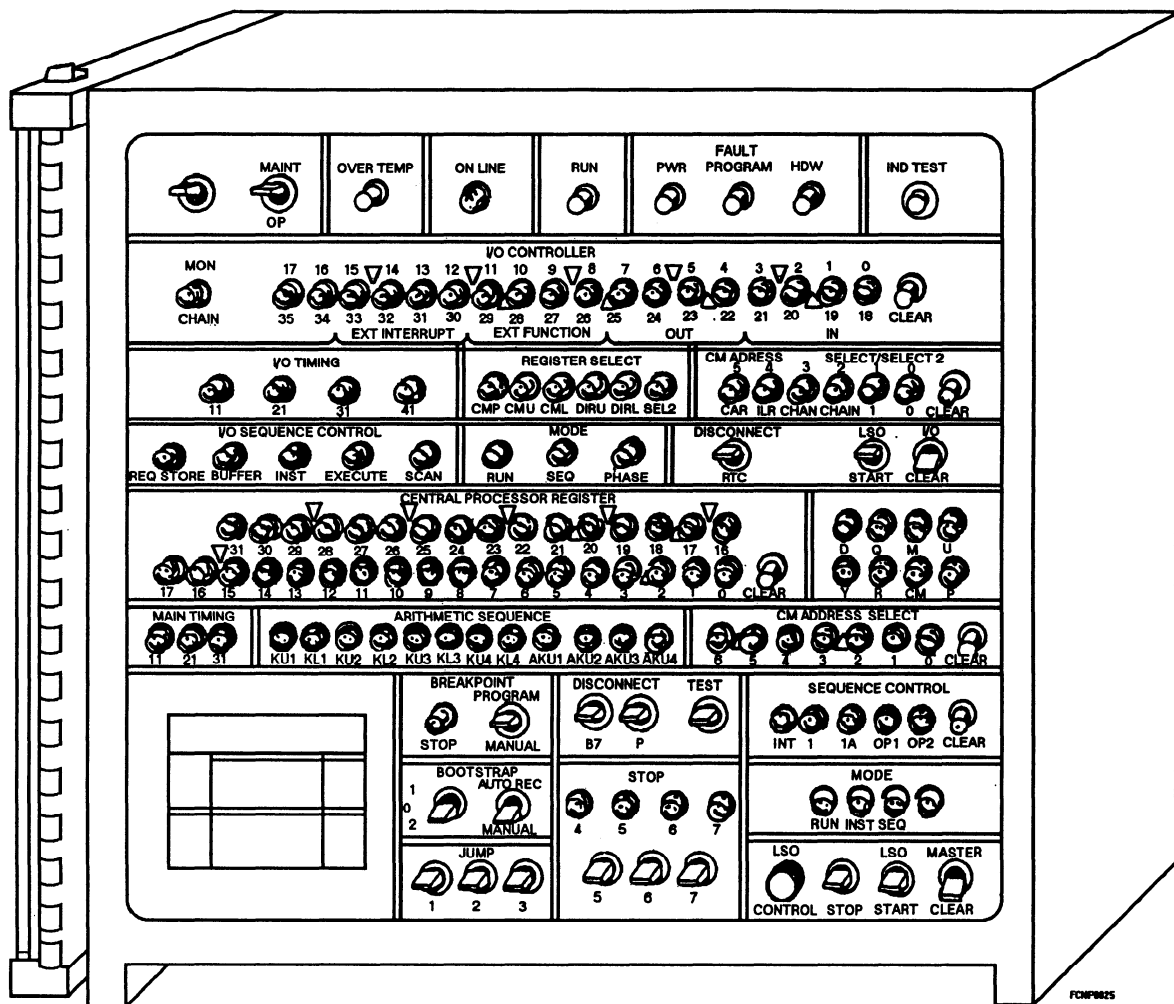 MAINT
OP
OVER TEMP
ON LINE
RUN
FAULT
PWR PROGRAM HDW
IND TEST
I/O CONTROLLER
MON
CHAIN
17 16 15 14 13 12 11 10 9 8 7 6 5 4 3 2 1 0
35 34 33 32 31 30 29 28 27 26 25 24 23 22 21 20 19 18 CLEAR
EXT INTERRUPT EXT FUNCTION OUT IN
I/O TIMING
11 21 31 41
REGISTER SELECT
CMP CMU CML DIRU DIRL SEL2
CM ADRESS SELECT/SELECT 2
5 4 3 2 1 0
CAR ILR CHAN CHAIN 1 0 CLEAR
I/O SEQUENCE CONTROL
REQ STORE BUFFER INST EXECUTE SCAN
MODE
RUN SEQ PHASE
DISCONNECT LSO I/O
RTC START CLEAR
CENTRAL PROCESSOR REGISTER
31 30 29 28 27 26 25 24 23 22 21 20 19 18 17 16
17 16 15 14 13 12 11 10 9 8 7 6 5 4 3 2 1 0 CLEAR
D Q M U
Y R CM P
MAIN TIMING
11 21 31
ARITHMETIC SEQUENCE
KU1 KL1 KU2 KL2 KU3 KL3 KU4 KL4 AKU1 AKU2 AKU3 AKU4
CM ADDRESS SELECT
6 5 4 3 2 1 0 CLEAR
BREAKPOINT
PROGRAM
STOP MANUAL
DISCONNECT TEST
B7 P
SEQUENCE CONTROL
INT 1 1A OP1 OP2 CLEAR
BOOTSTRAP
AUTO REC
1
0
2
MANUAL
STOP
4 5 6 7
5 6 7
MODE
RUN INST SEQ
JUMP
1 2 3
LSO LSO MASTER
CONTROL STOP START CLEAR
FCNP0025